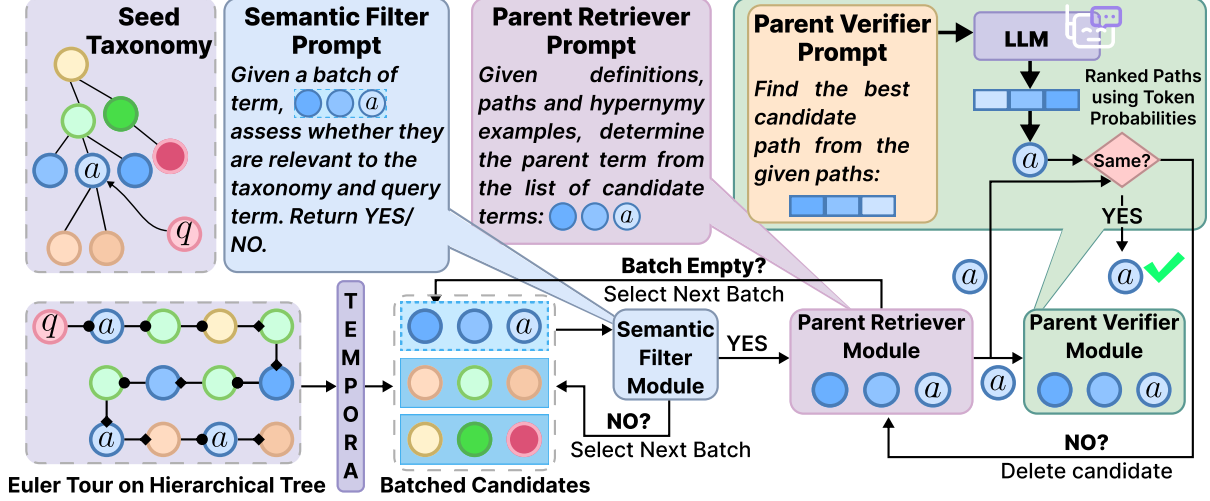 Seed
Taxonomy
a
q
Semantic Filter
Prompt
Given a batch of
term, a
assess whether they
are relevant to the
taxonomy and query
term. Return YES/
NO.
Parent Retriever
Prompt
Given definitions,
paths and hypernymy
examples, determine
the parent term from
the list of candidate
terms: a
Parent Verifier
Prompt
Find the best
candidate
path from the
given paths:
LLM
Ranked Paths
using Token
Probabilities
a
Same?
YES
a
a
Batch Empty?
Select Next Batch
q a
a a
Euler Tour on Hierarchical Tree
T
E
M
P
O
R
A
a
Batched Candidates
Semantic
Filter
Module
YES
NO?
Select Next Batch
Parent Retriever
Module
a
a
Parent Verifier
Module
a
NO?
Delete candidate